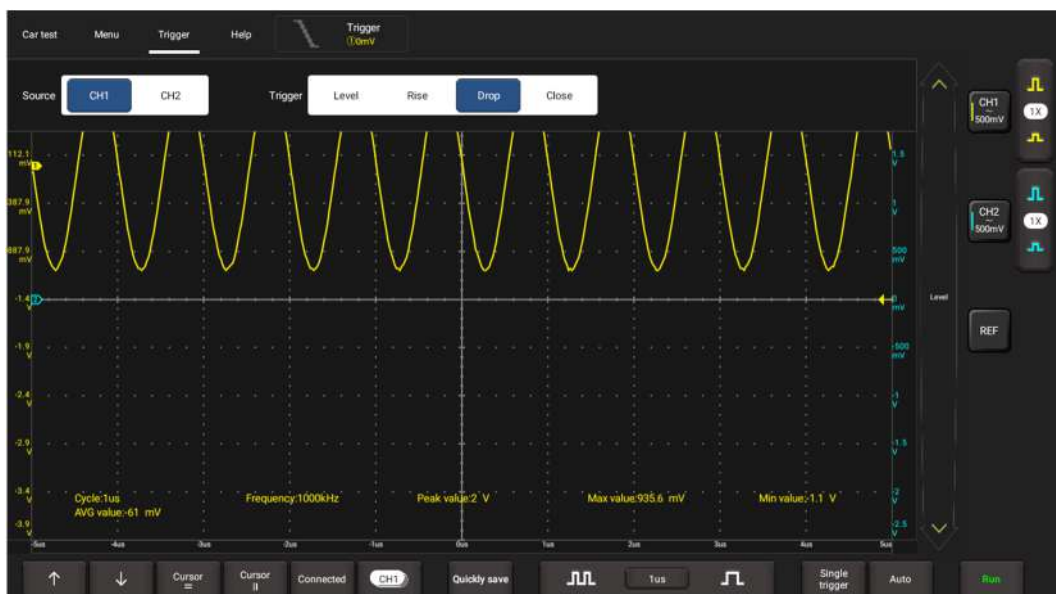 Car test Menu Trigger Help Trigger
①0mV
Source CH1 CH2 Trigger Level Rise Drop Close
CH1
500mV
1X
CH2
500mV
1X
REF
Level
112.1
mV
387.9
mV
887.9
mV
-1.4
V
-1.9
V
-2.4
V
-2.9
V
-3.4
V
-3.9
V
1
2
1.5
V
1
V
500
mV
0
mV
-500
mV
-1
V
-1.5
V
-2
V
-2.5
V
Cycle:1us Frequency:1000kHz Peak value:2 V Max value:935.6 mV Min value:-1.1 V
AVG value:-61 mV
-5us -4us -3us -2us -1us 0us 1us 2us 3us 4us 5us
Cursor Cursor Connected CH1 Quickly save 1us Single trigger Auto Run